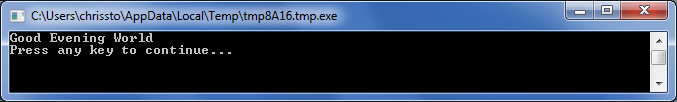 C:\Users\chrissto\AppData\Local\Temp\tmp8A16.tmp.exe
Good Evening World
Press any key to continue...